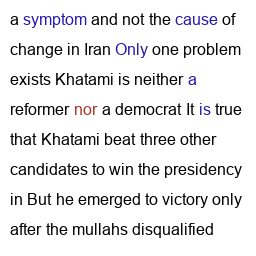 a symptom and not the cause of
change in Iran Only one problem
exists Khatami is neither a
reformer nor a democrat It is true
that Khatami beat three other
candidates to win the presidency
in But he emerged to victory only
after the mullahs disqualified